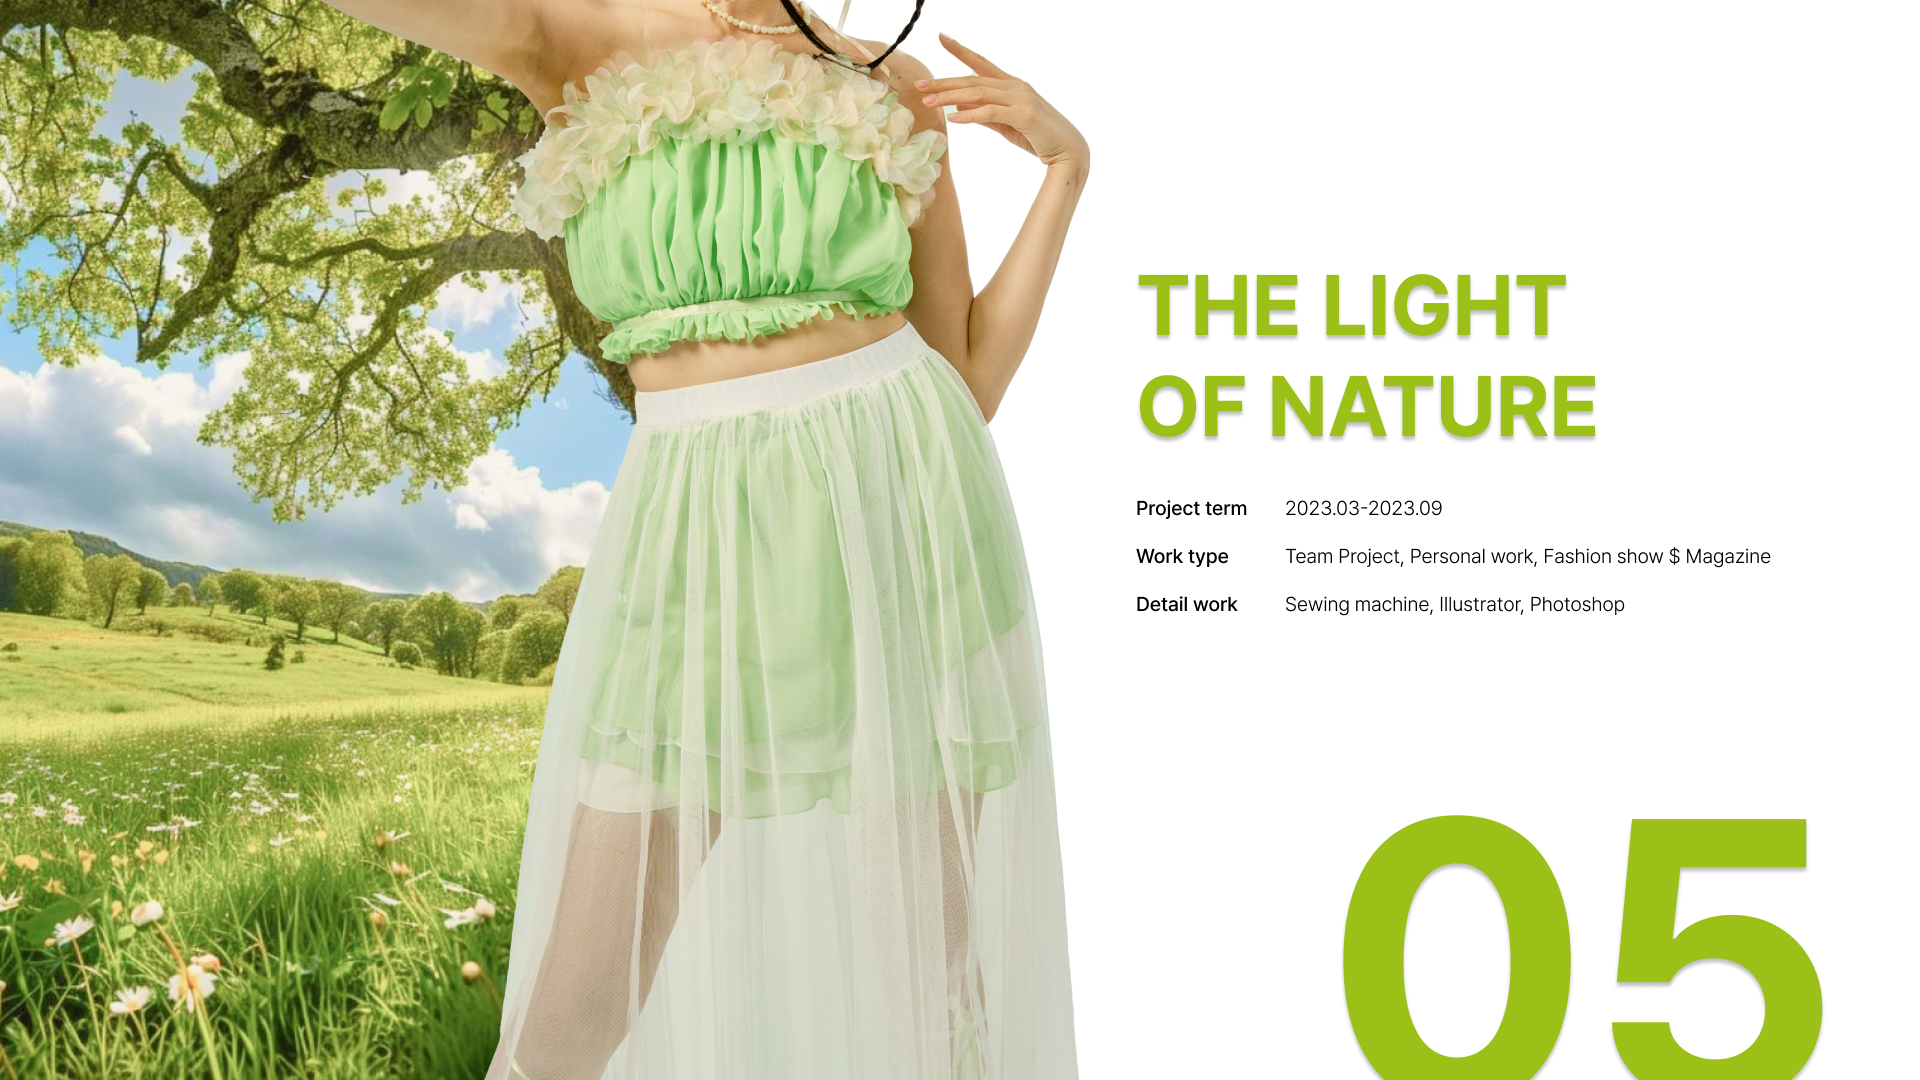 THE LIGHT
OF NATURE
Project term 2023.03-2023.09
Work type Team Project, Personal work, Fashion show $ Magazine
Detail work Sewing machine, Illustrator, Photoshop
05